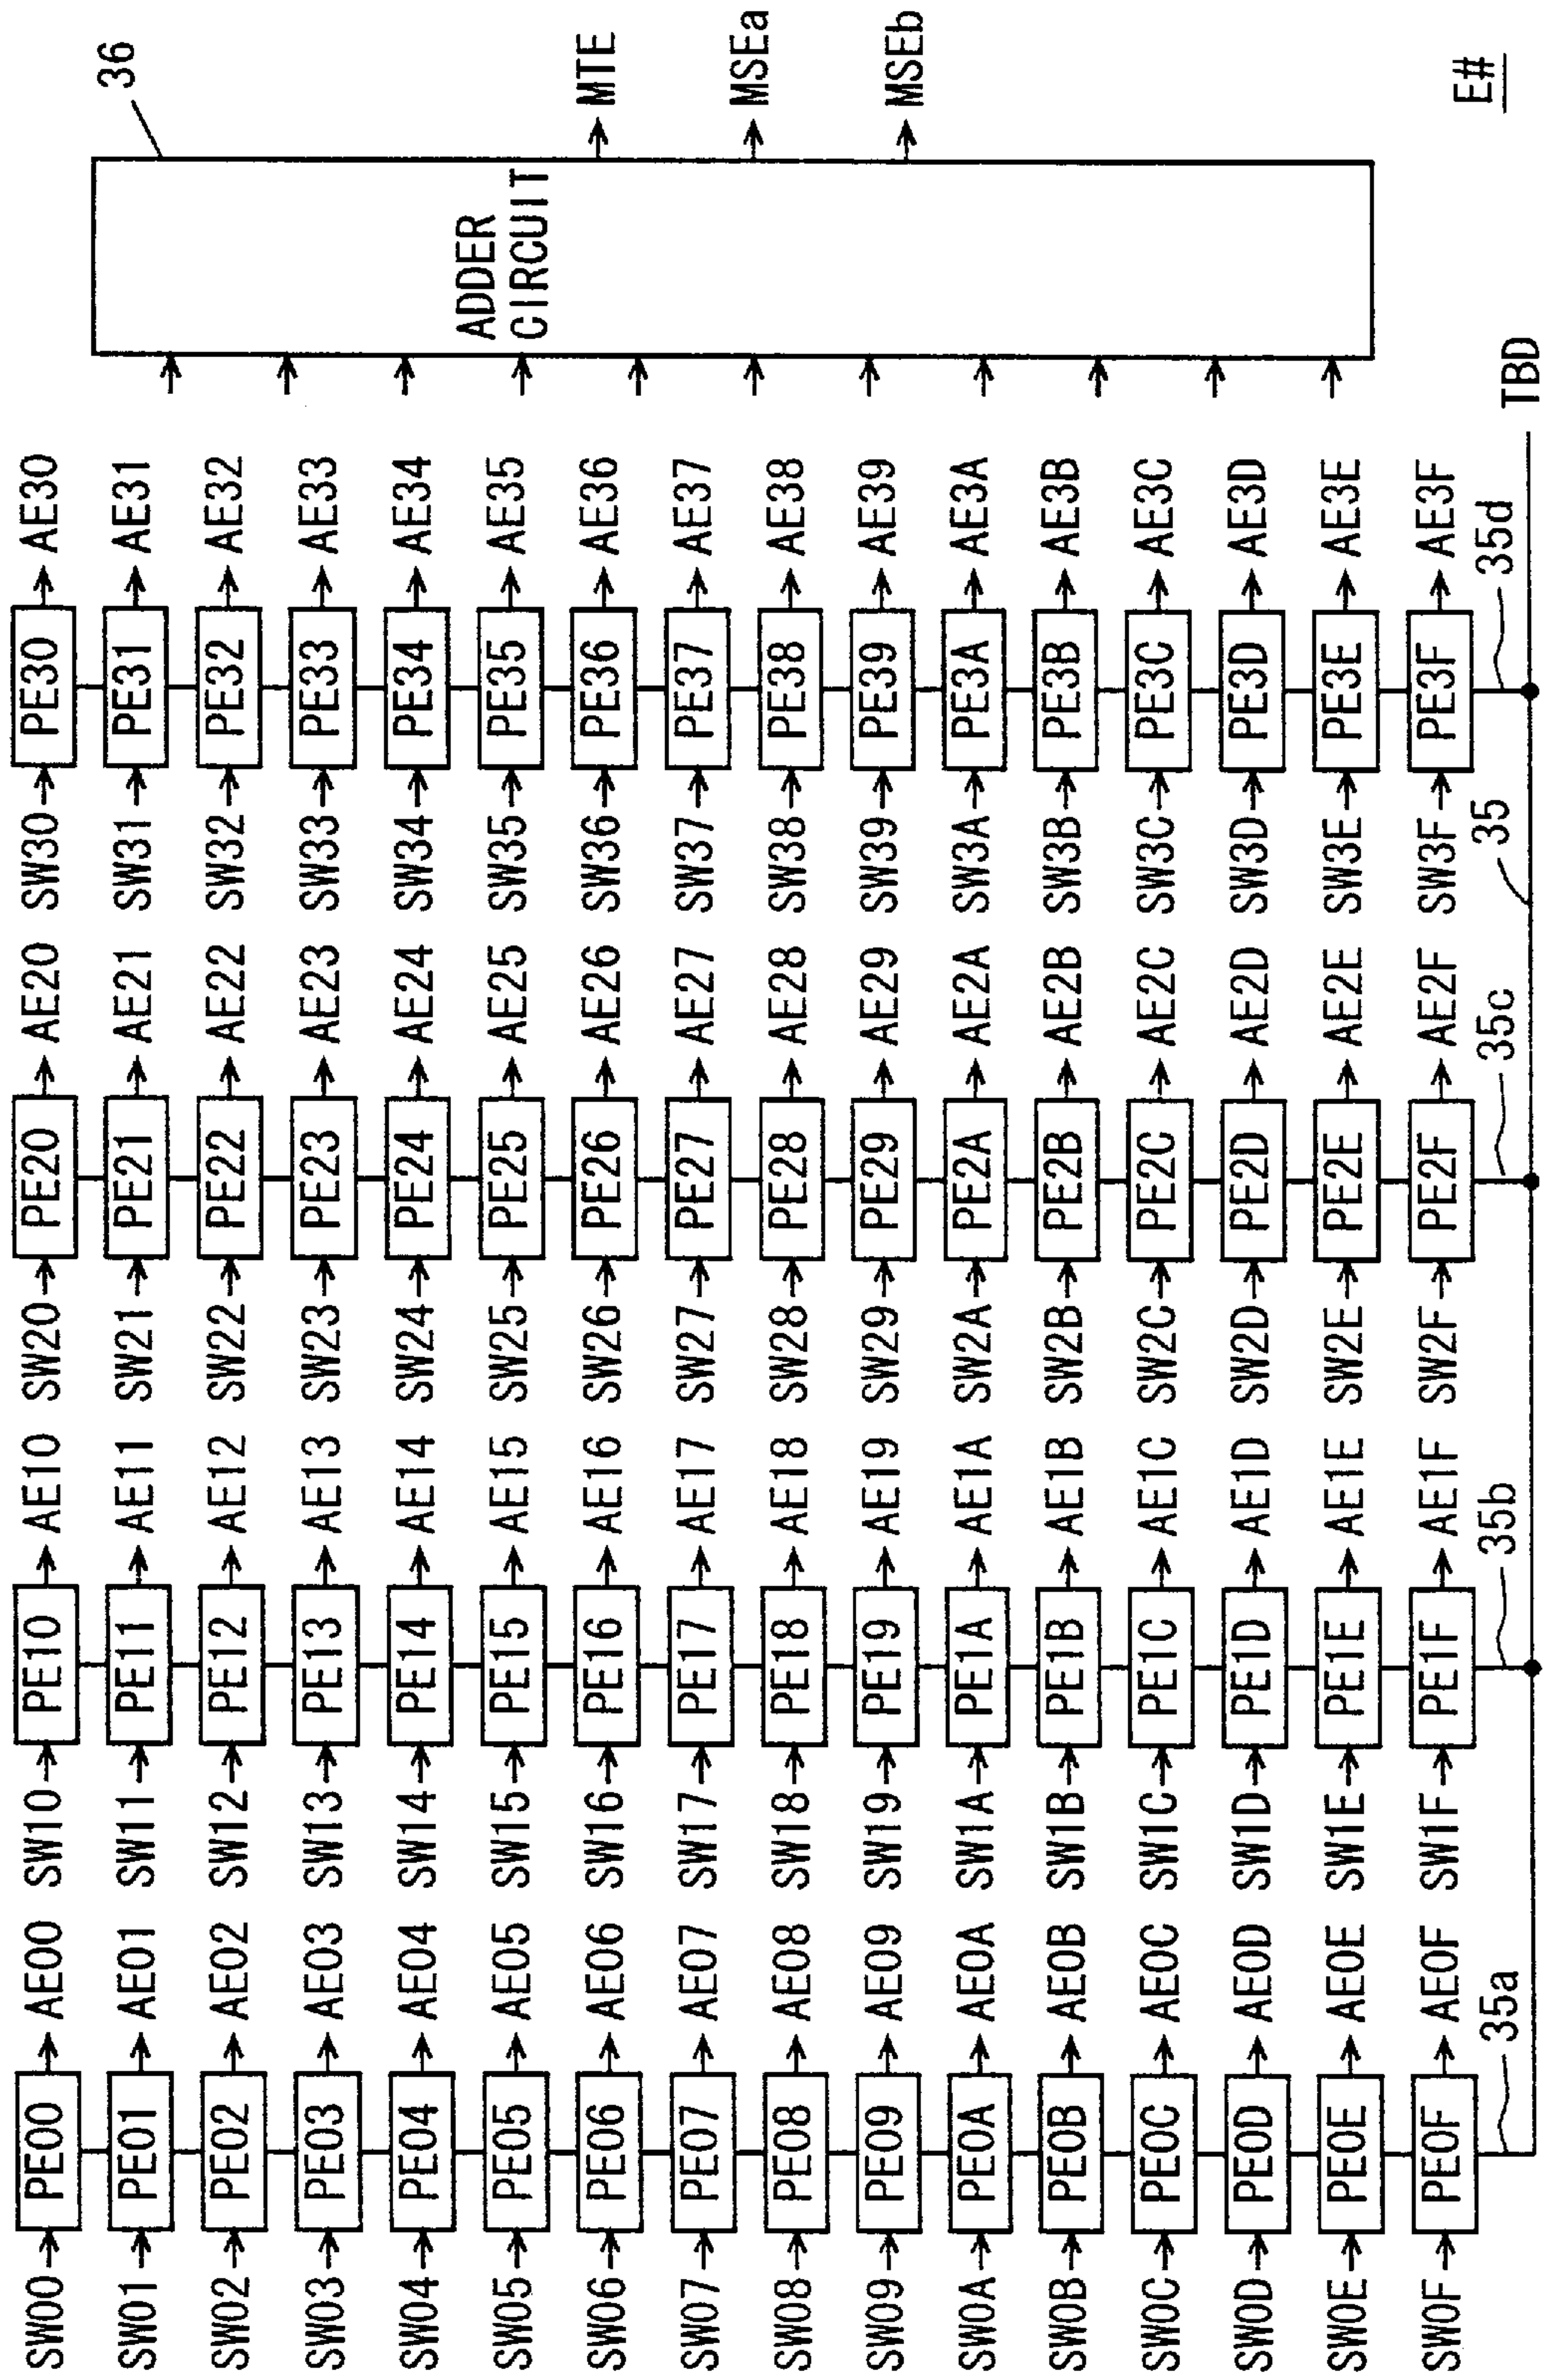 SW00 PE00 AE00 SW10 PE10 AE10 SW20 PE20 AE20 SW30 PE30 AE30
SW01 PE01 AE01 SW11 PE11 AE11 SW21 PE21 AE21 SW31 PE31 AE31
SW02 PE02 AE02 SW12 PE12 AE12 SW22 PE22 AE22 SW32 PE32 AE32
SW03 PE03 AE03 SW13 PE13 AE13 SW23 PE23 AE23 SW33 PE33 AE33
SW04 PE04 AE04 SW14 PE14 AE14 SW24 PE24 AE24 SW34 PE34 AE34
SW05 PE05 AE05 SW15 PE15 AE15 SW25 PE25 AE25 SW35 PE35 AE35
SW06 PE06 AE06 SW16 PE16 AE16 SW26 PE26 AE26 SW36 PE36 AE36
SW07 PE07 AE07 SW17 PE17 AE17 SW27 PE27 AE27 SW37 PE37 AE37
SW08 PE08 AE08 SW18 PE18 AE18 SW28 PE28 AE28 SW38 PE38 AE38
SW09 PE09 AE09 SW19 PE19 AE19 SW29 PE29 AE29 SW39 PE39 AE39
SW0A PE0A AE0A SW1A PE1A AE1A SW2A PE2A AE2A SW3A PE3A AE3A
SW0B PE0B AE0B SW1B PE1B AE1B SW2B PE2B AE2B SW3B PE3B AE3B
SW0C PE0C AE0C SW1C PE1C AE1C SW2C PE2C AE2C SW3C PE3C AE3C
SW0D PE0D AE0D SW1D PE1D AE1D SW2D PE2D AE2D SW3D PE3D AE3D
SW0E PE0E AE0E SW1E PE1E AE1E SW2E PE2E AE2E SW3E PE3E AE3E
SW0F PE0F AE0F SW1F PE1F AE1F SW2F PE2F AE2F SW3F PE3F AE3F
35a 35b 35c 35 35d
TBD
36
ADDER
CIRCUIT
MTE
MSEa
MSEb
E#